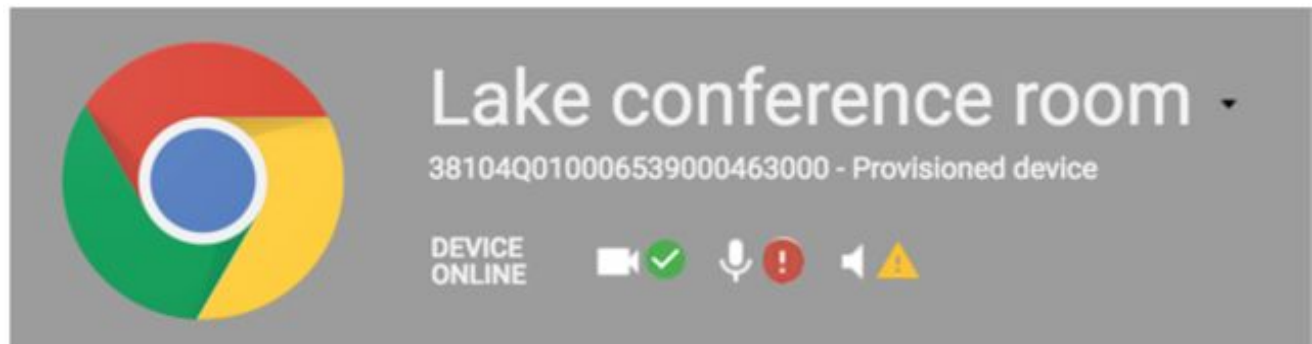 Lake conference room
38104Q010006539000463000 - Provisioned device
DEVICE
ONLINE